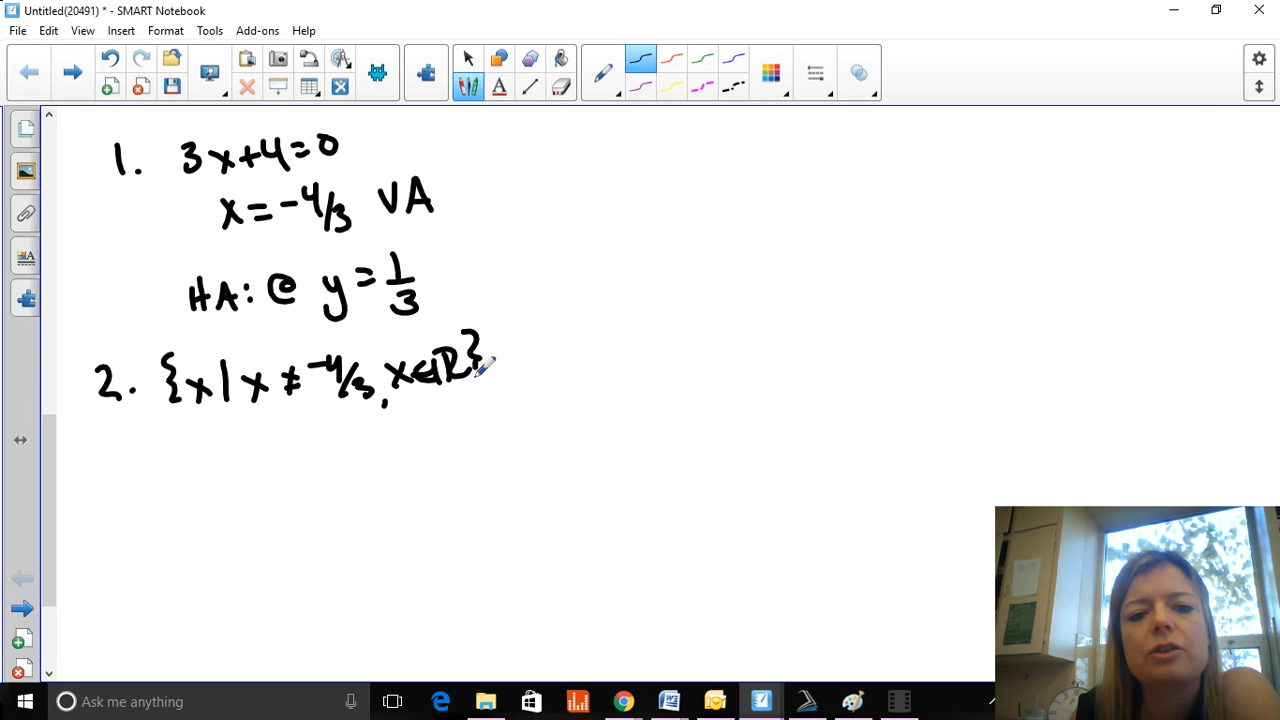 Untitled(20491) * - SMART Notebook
File Edit View Insert Format Tools Add-ons Help
1. 3x+4=0
x = -4/3 VA
HA: @ y = 1/3
2. {x | x ≠ -4/3, x∈ℝ}
Ask me anything